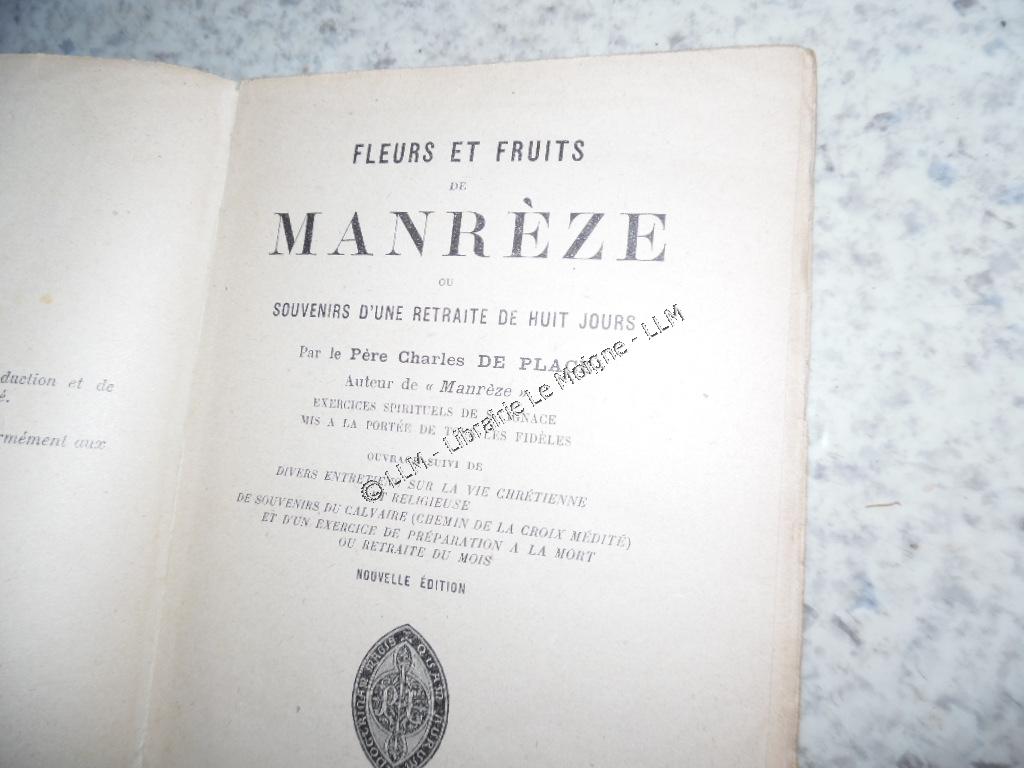 duction et de
é.
rmément aux
FLEURS ET FRUITS
DE
MANRÈZE
OU
SOUVENIRS D'UNE RETRAITE DE HUIT JOURS
Par le Père Charles DE PLACE
Auteur de « Manrèze »
EXERCICES SPIRITUELS DE IGNACE
MIS A LA PORTÉE DE LES FIDÈLES
OUVRAGE SUIVI DE
DIVERS ENTRETIENS SUR LA VIE CHRÉTIENNE
RELIGIEUSE
DE SOUVENIRS DU CALVAIRE (CHEMIN DE LA CROIX MÉDITÉ)
ET D'UN EXERCICE DE PRÉPARATION A LA MORT
OU RETRAITE DU MOIS
NOUVELLE ÉDITION
© LLM - Librairie Le Moigne - LLM